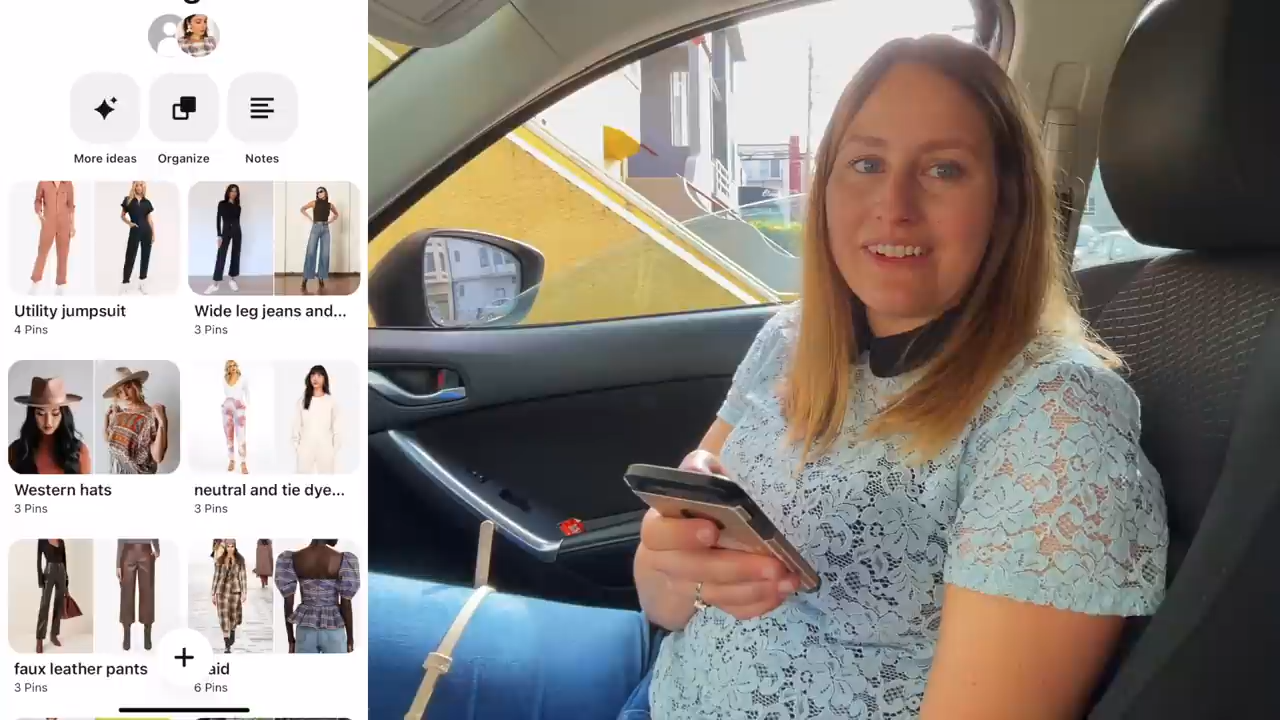 More ideas
Organize
Notes
Utility jumpsuit
4 Pins
Wide leg jeans and...
3 Pins
Western hats
3 Pins
neutral and tie dye...
3 Pins
faux leather pants
3 Pins
aid
6 Pins